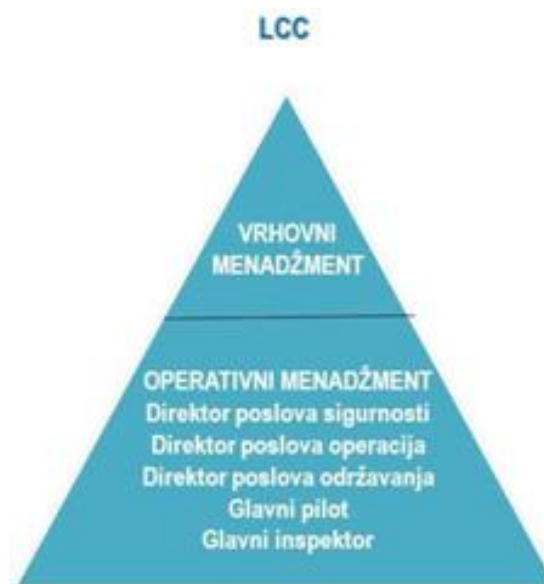 LCC
VRHOVNI
MENADŽMENT
OPERATIVNI MENADŽMENT
Direktor poslova sigurnosti
Direktor poslova operacija
Direktor poslova održavanja
Glavni pilot
Glavni inspektor